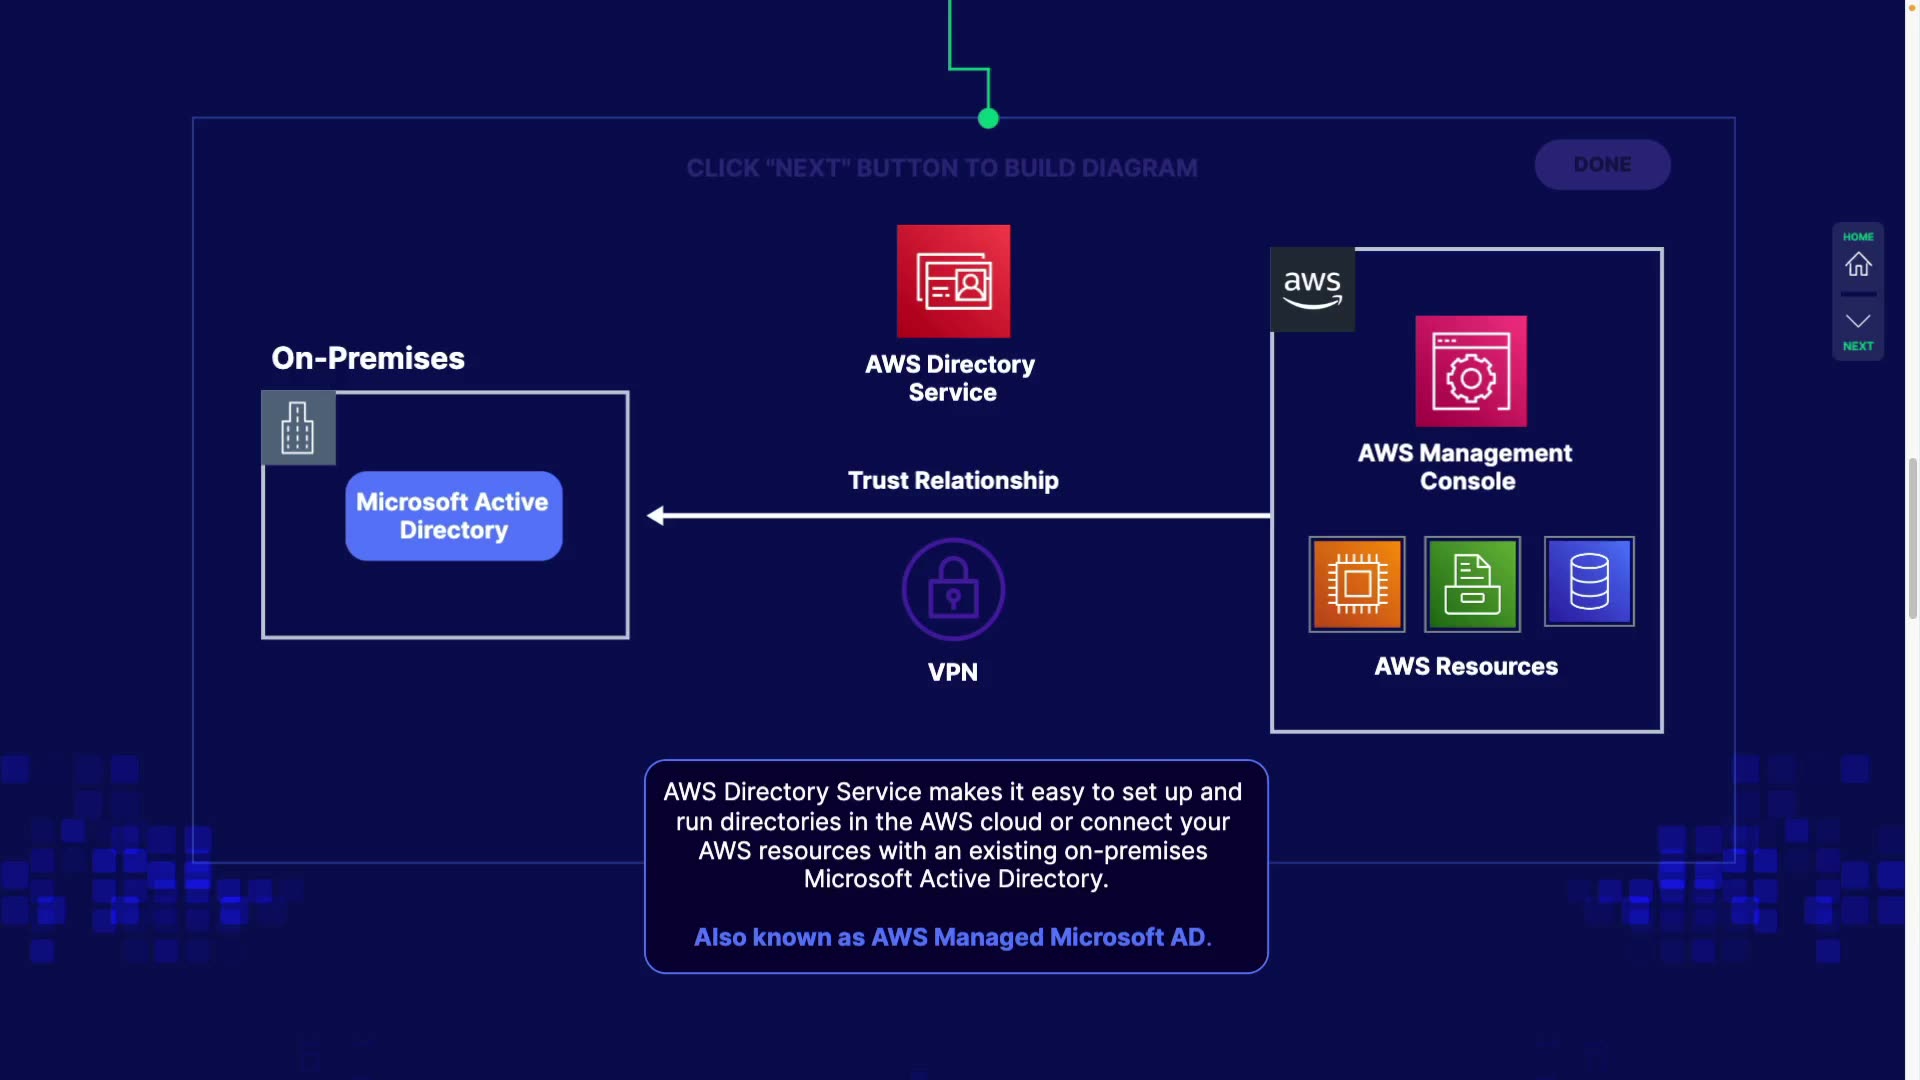 CLICK "NEXT" BUTTON TO BUILD DIAGRAM
DONE
HOME
NEXT
AWS Directory
Service
aws
On-Premises
Microsoft Active
Directory
Trust Relationship
VPN
AWS Management
Console
AWS Resources
AWS Directory Service makes it easy to set up and
run directories in the AWS cloud or connect your
AWS resources with an existing on-premises
Microsoft Active Directory.
Also known as AWS Managed Microsoft AD.